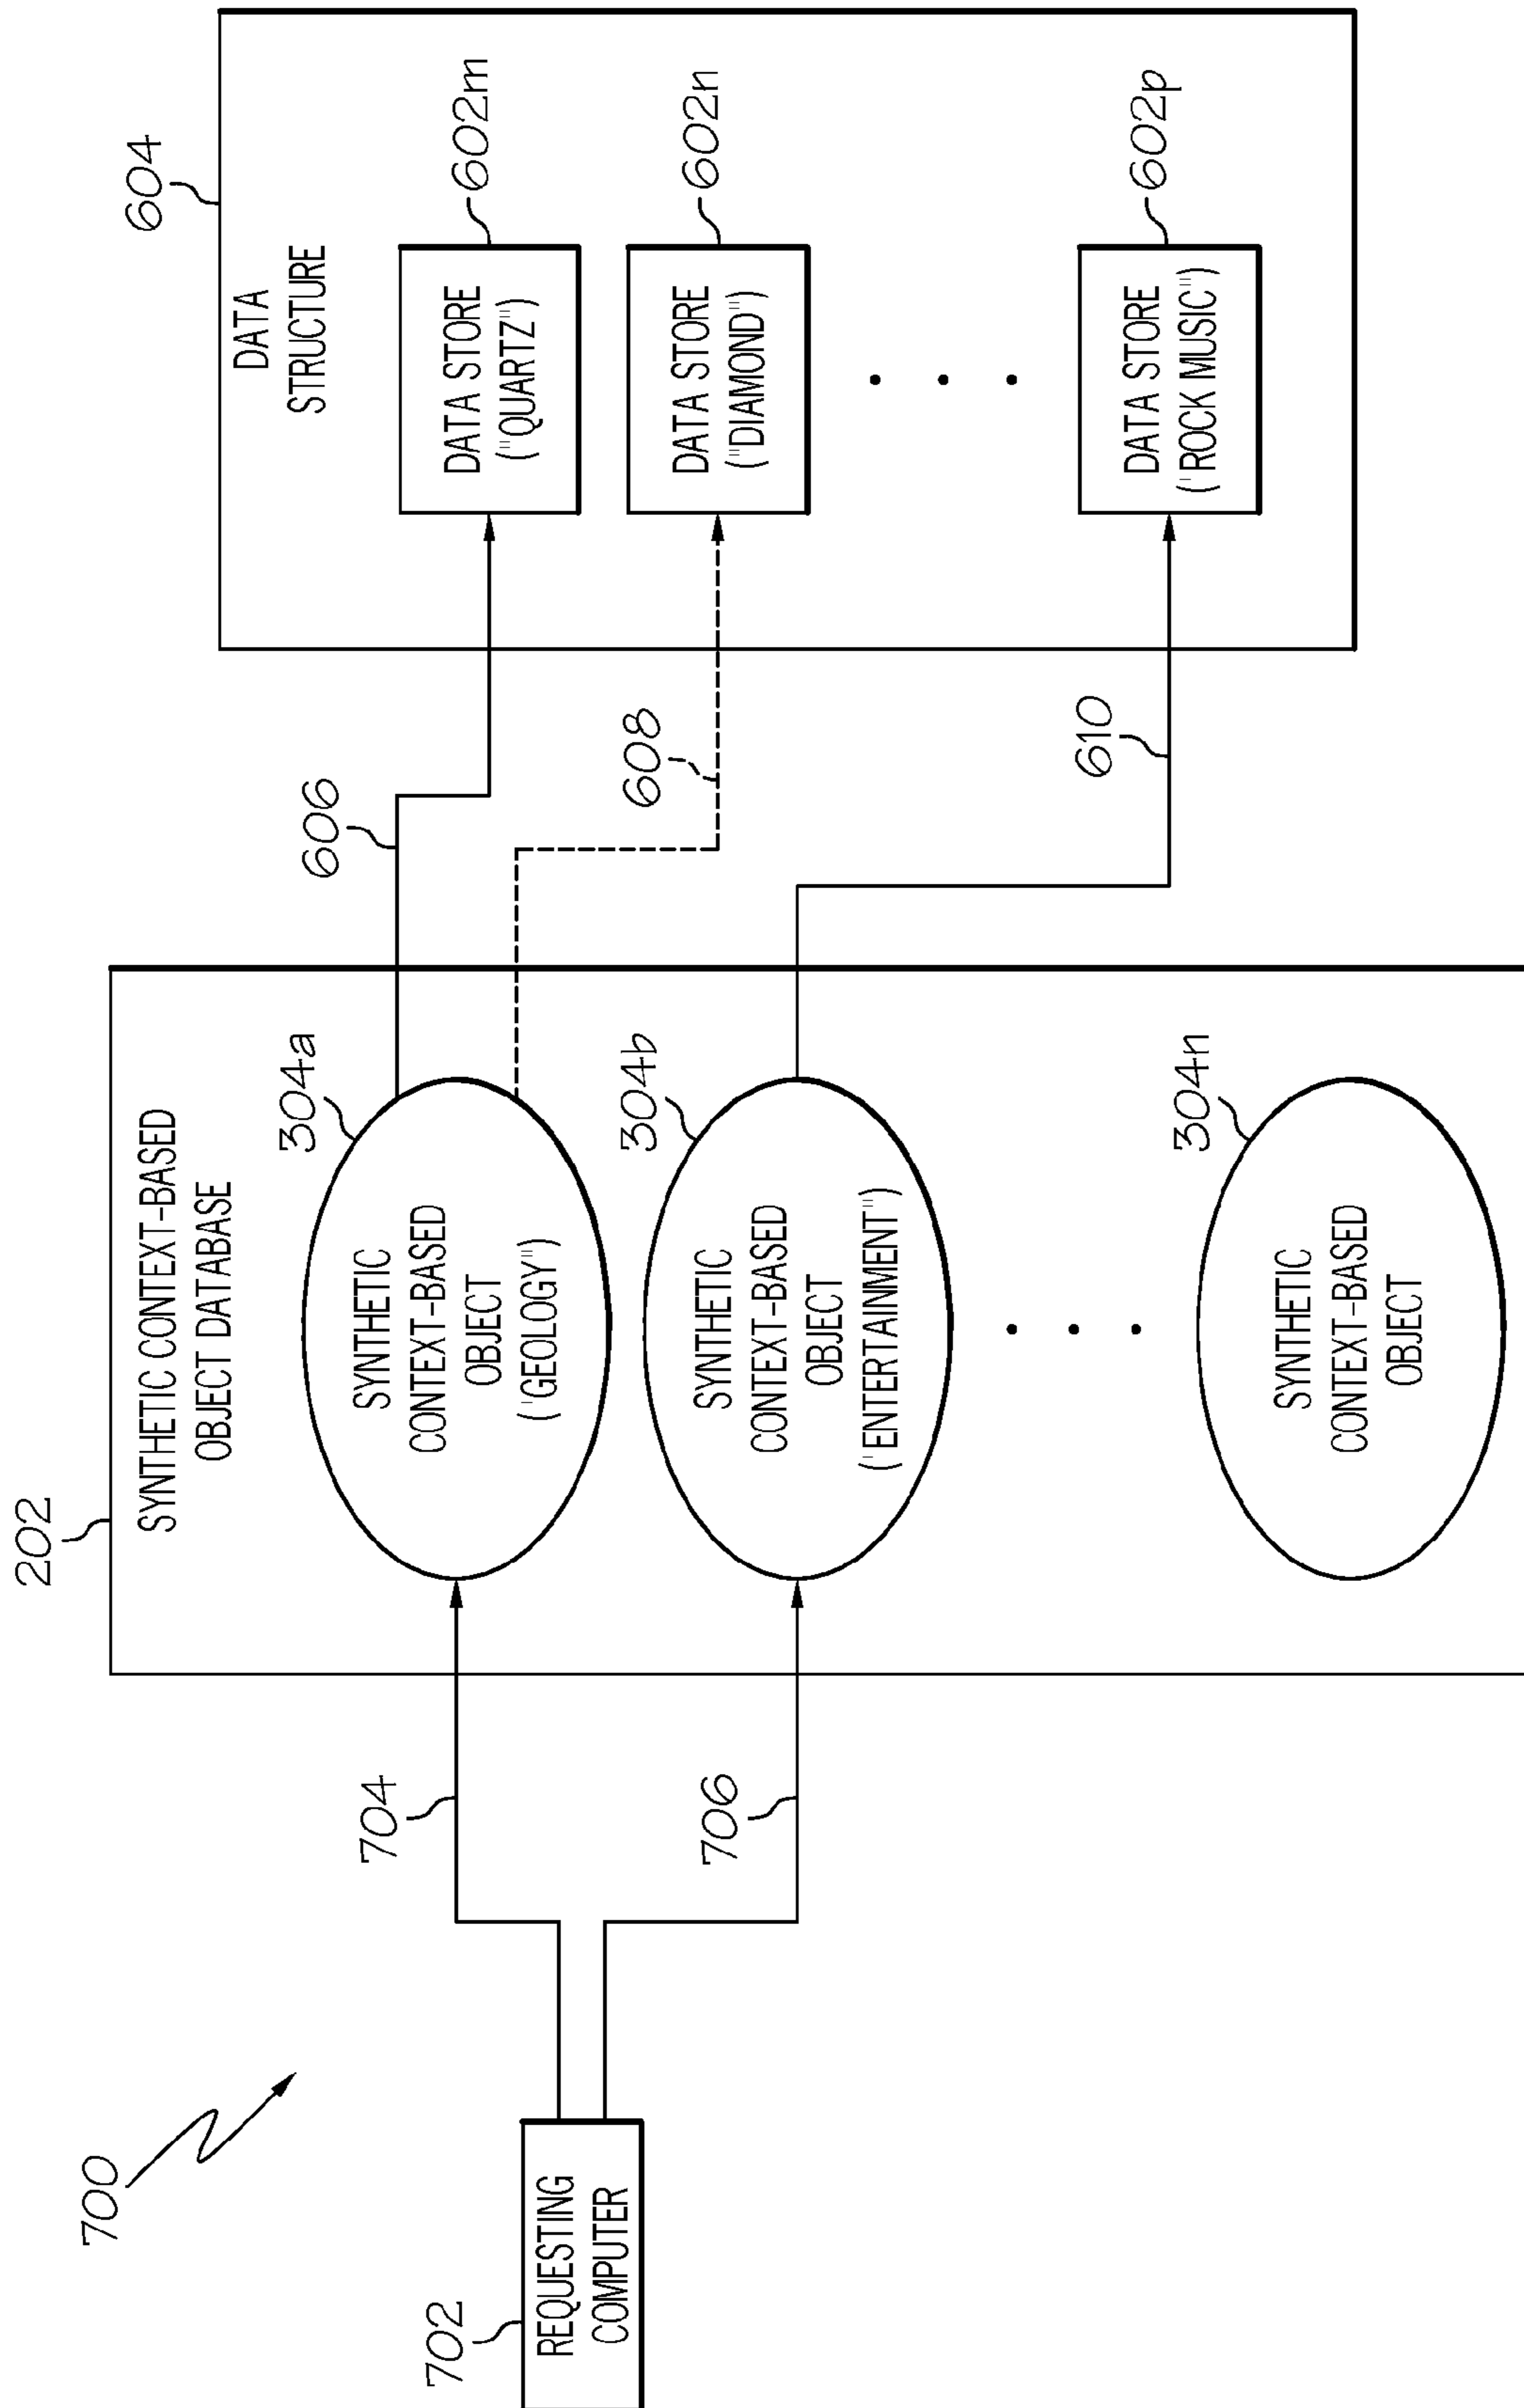 700
702
REQUESTING
COMPUTER
704
706
202
SYNTHETIC CONTEXT-BASED
OBJECT DATABASE
304a
SYNTHETIC
CONTEXT-BASED
OBJECT
("GEOLOGY")
304b
SYNTHETIC
CONTEXT-BASED
OBJECT
("ENTERTAINMENT")
304n
SYNTHETIC
CONTEXT-BASED
OBJECT
606
608
610
604
DATA
STRUCTURE
DATA STORE
("QUARTZ")
602m
DATA STORE
("DIAMOND")
602n
DATA STORE
("ROCK MUSIC")
602p